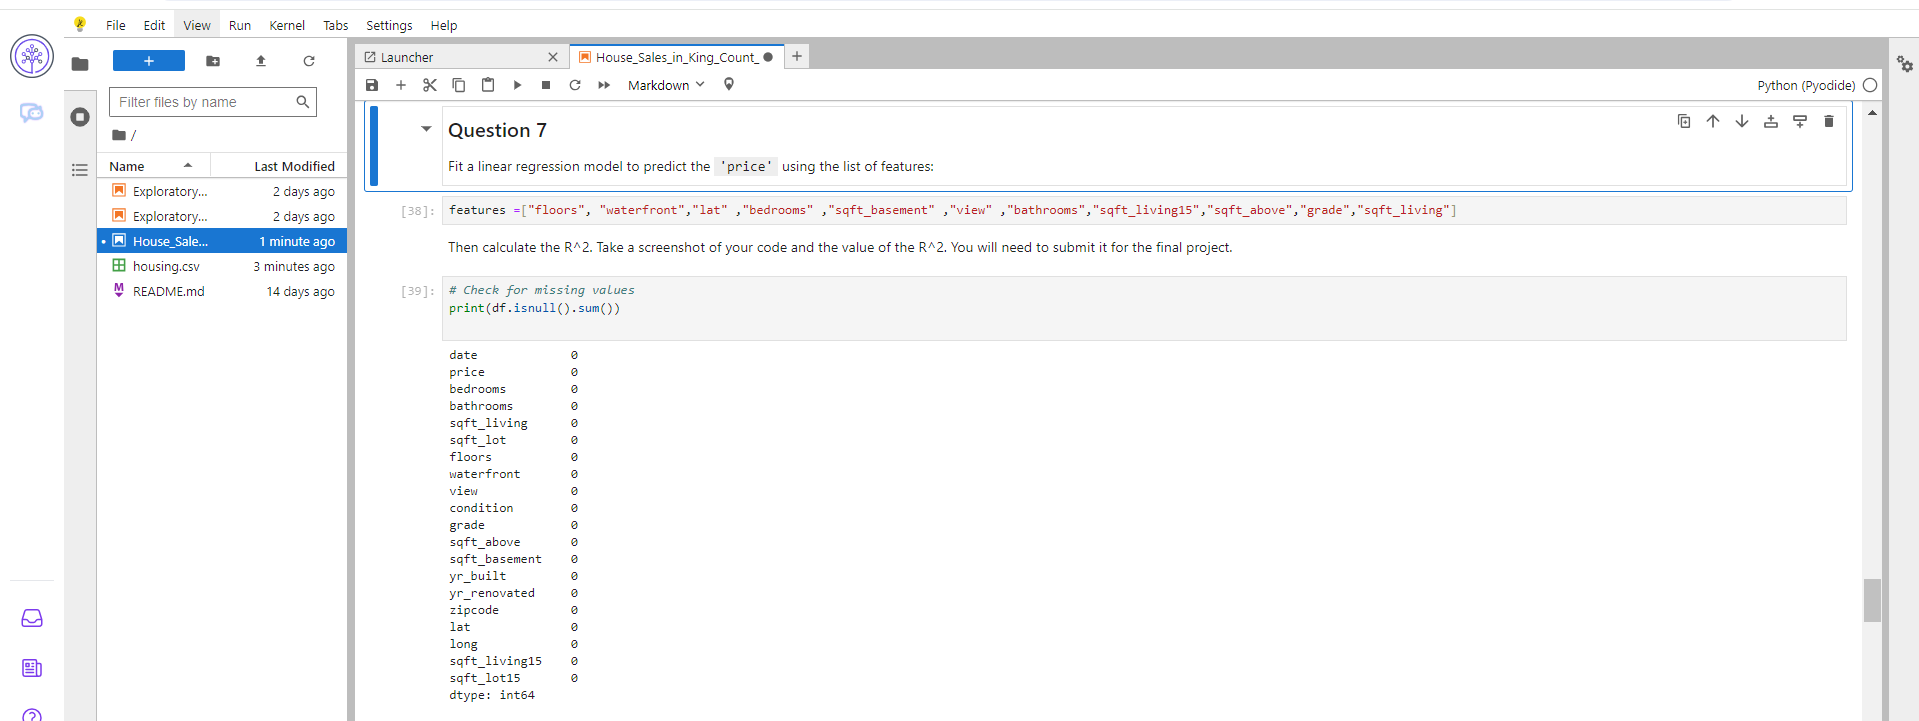 File Edit View Run Kernel Tabs Settings Help
Filter files by name
/
Name Last Modified
Exploratory... 2 days ago
Exploratory... 2 days ago
House_Sale... 1 minute ago
housing.csv 3 minutes ago
README.md 14 days ago
Launcher House_Sales_in_King_Count_
Markdown Python (Pyodide)
Question 7
Fit a linear regression model to predict the 'price' using the list of features:
[38]: features =["floors", "waterfront","lat" ,"bedrooms" ,"sqft_basement" ,"view" ,"bathrooms","sqft_living15","sqft_above","grade","sqft_living"]
Then calculate the R^2. Take a screenshot of your code and the value of the R^2. You will need to submit it for the final project.
[39]: # Check for missing values
print(df.isnull().sum())
date 0
price 0
bedrooms 0
bathrooms 0
sqft_living 0
sqft_lot 0
floors 0
waterfront 0
view 0
condition 0
grade 0
sqft_above 0
sqft_basement 0
yr_built 0
yr_renovated 0
zipcode 0
lat 0
long 0
sqft_living15 0
sqft_lot15 0
dtype: int64